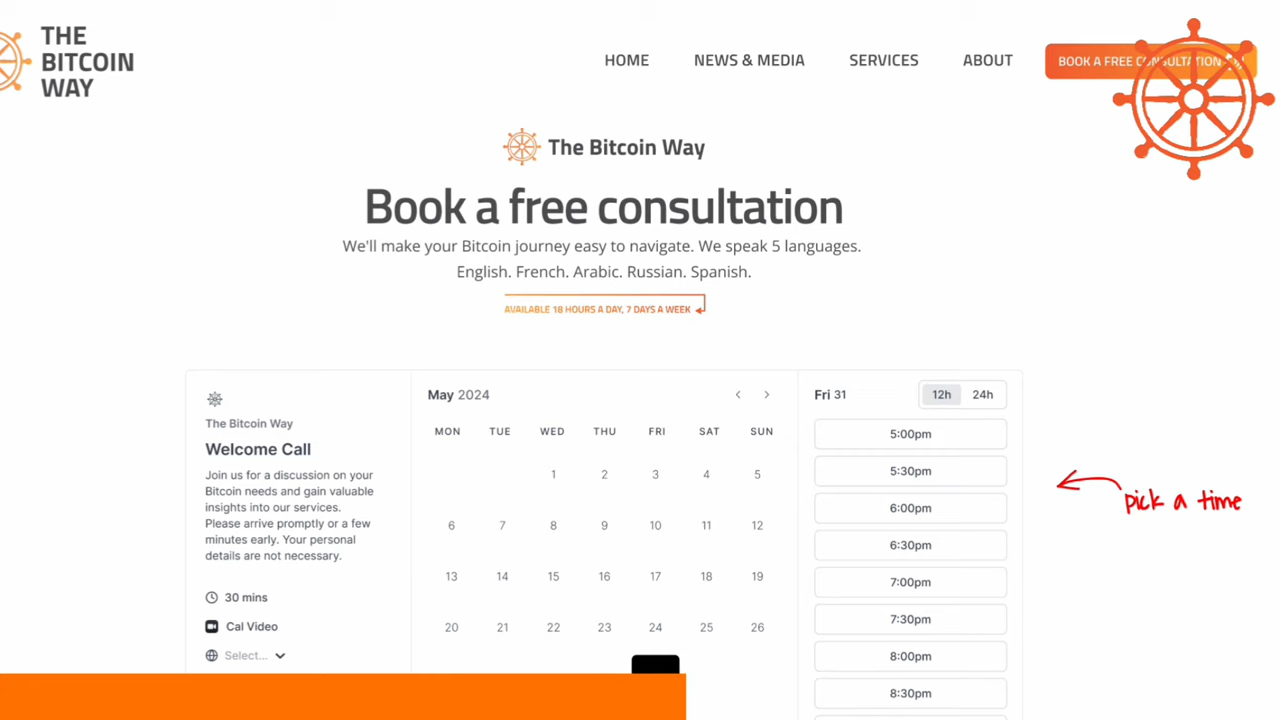 THE
BITCOIN
WAY
HOME NEWS & MEDIA SERVICES ABOUT BOOK A FREE CONSULTATION
The Bitcoin Way
Book a free consultation
We'll make your Bitcoin journey easy to navigate. We speak 5 languages.
English. French. Arabic. Russian. Spanish.
AVAILABLE 18 HOURS A DAY, 7 DAYS A WEEK
The Bitcoin Way
Welcome Call
Join us for a discussion on your
Bitcoin needs and gain valuable
insights into our services.
Please arrive promptly or a few
minutes early. Your personal
details are not necessary.
30 mins
Cal Video
Select...
May 2024
MON TUE WED THU FRI SAT SUN
1 2 3 4 5
6 7 8 9 10 11 12
13 14 15 16 17 18 19
20 21 22 23 24 25 26
Fri 31 12h 24h
5:00pm
5:30pm
6:00pm
6:30pm
7:00pm
7:30pm
8:00pm
8:30pm
pick a time